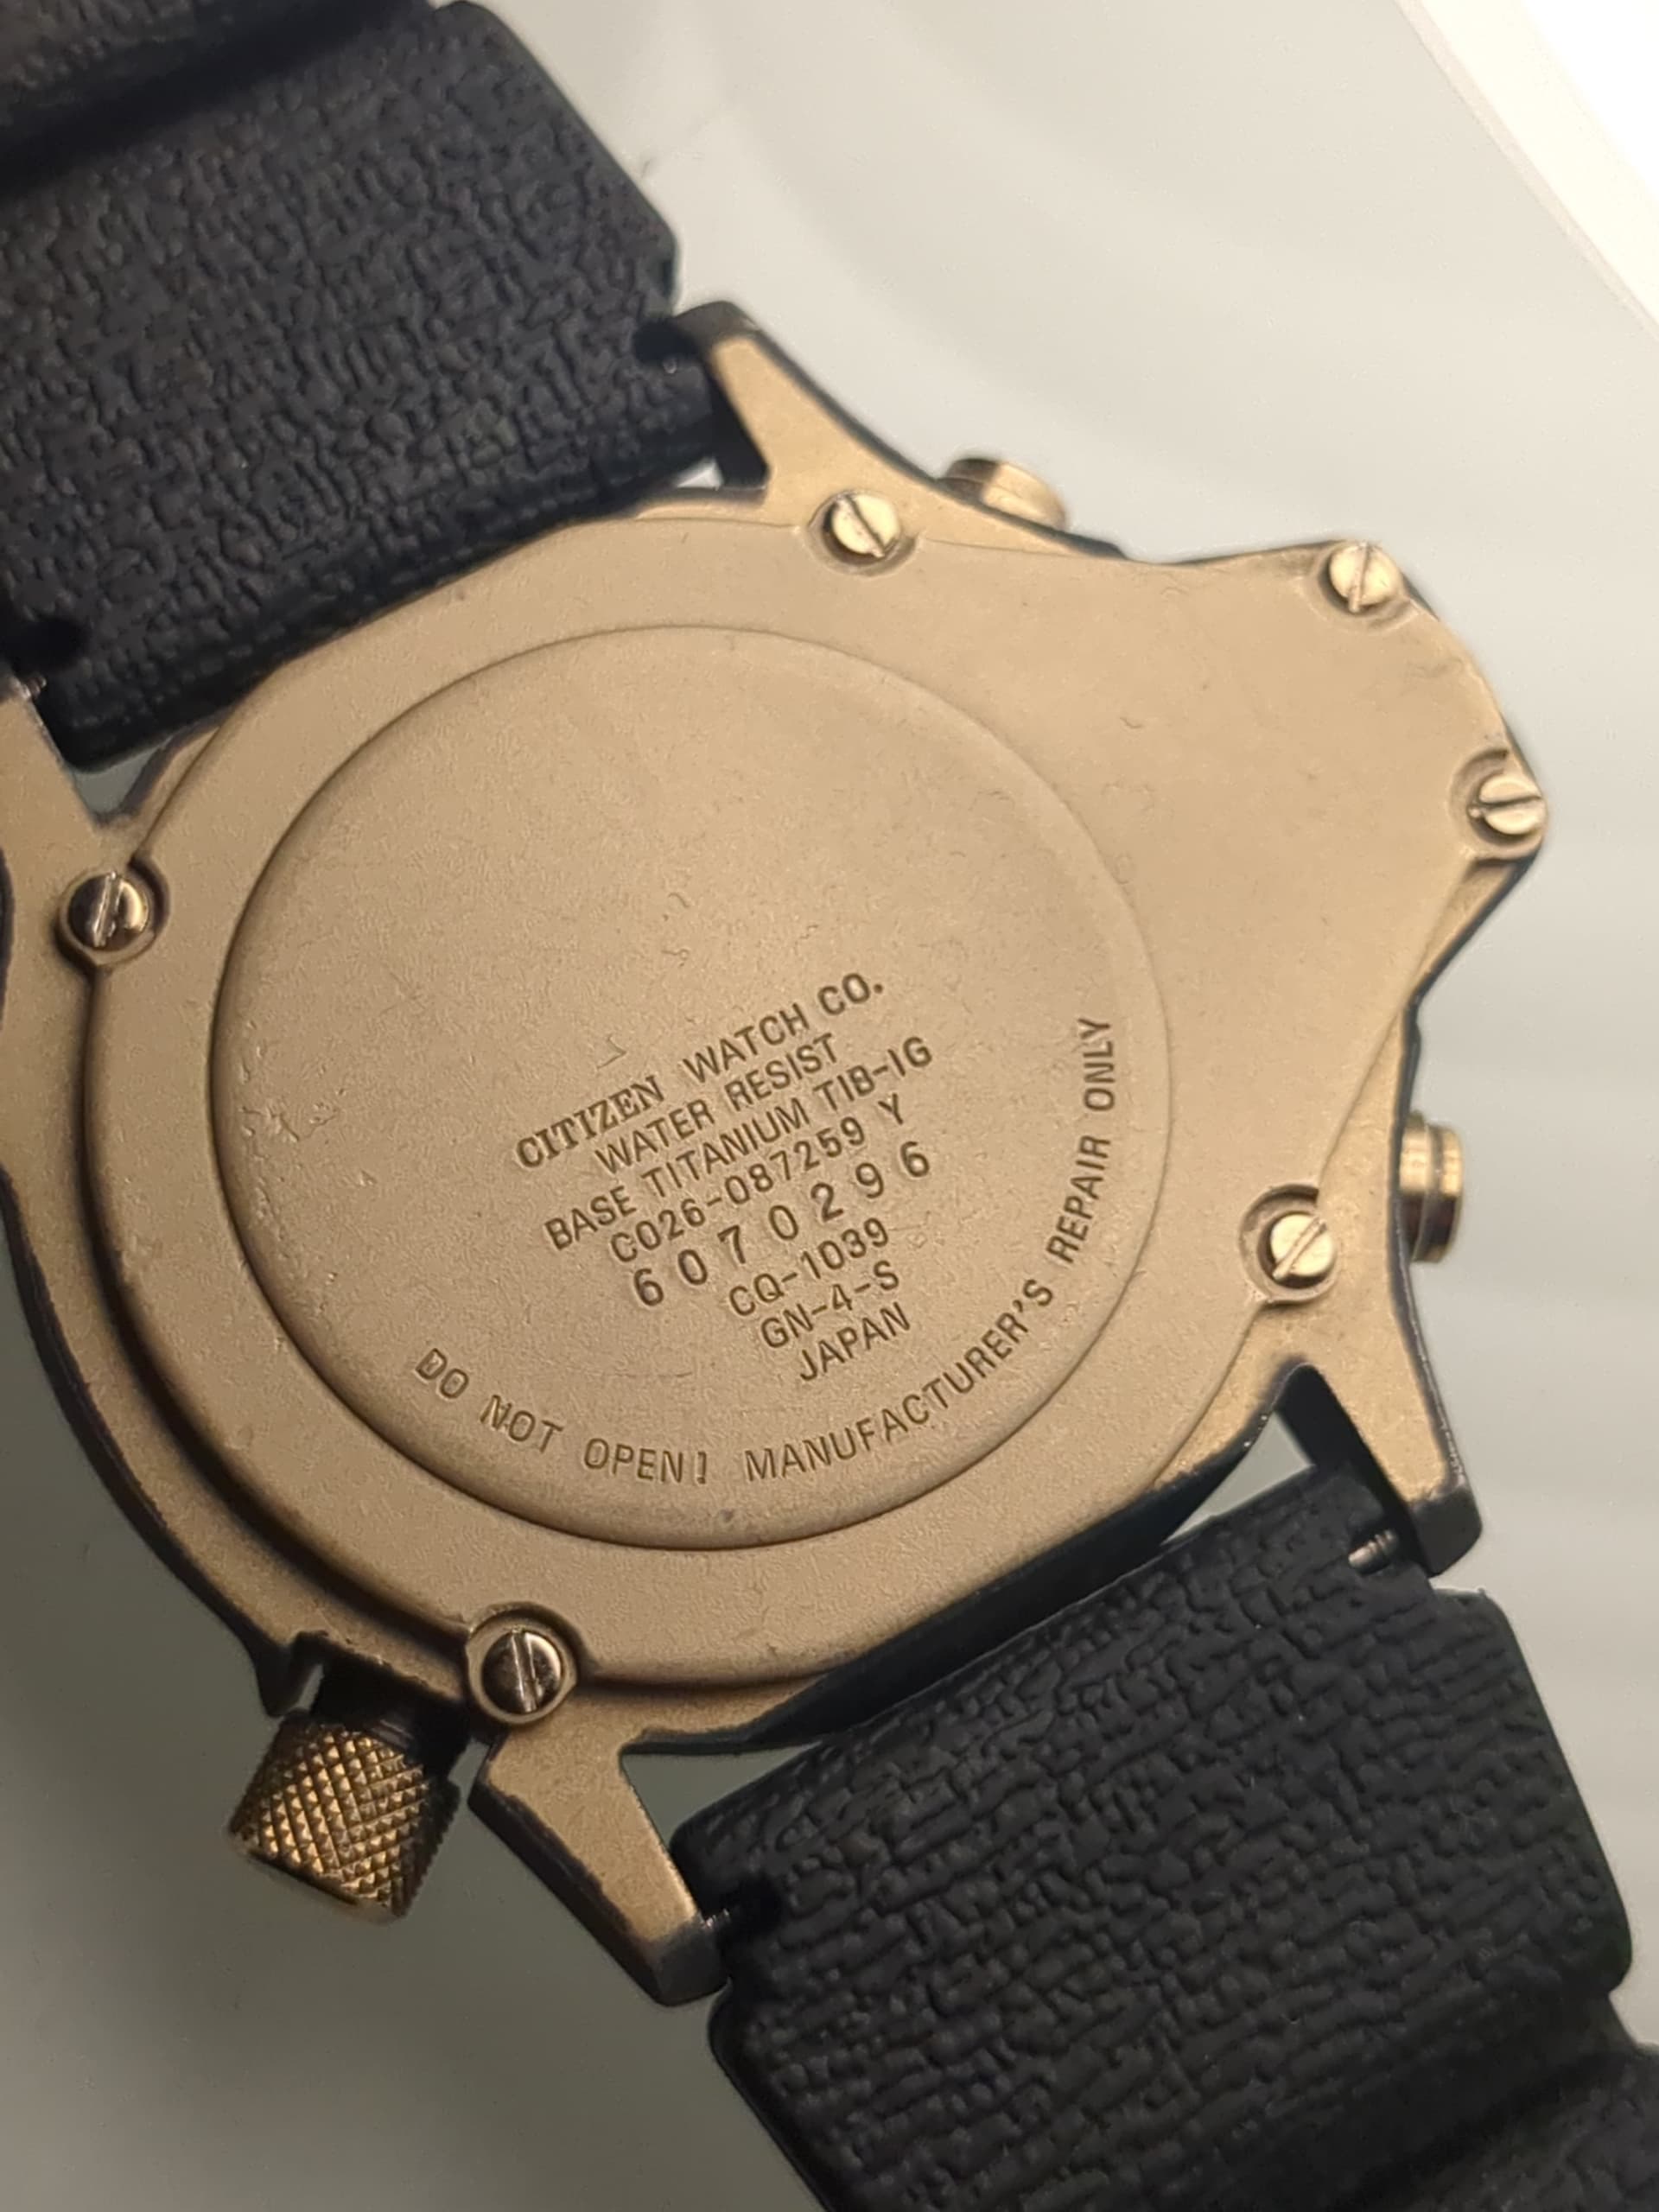 CITIZEN WATCH CO.
WATER RESIST
BASE TITANIUM TIB-IG
C026-087259 Y
6070296
CQ-1039
GN-4-S
JAPAN
DO NOT OPEN! MANUFACTURER'S REPAIR ONLY